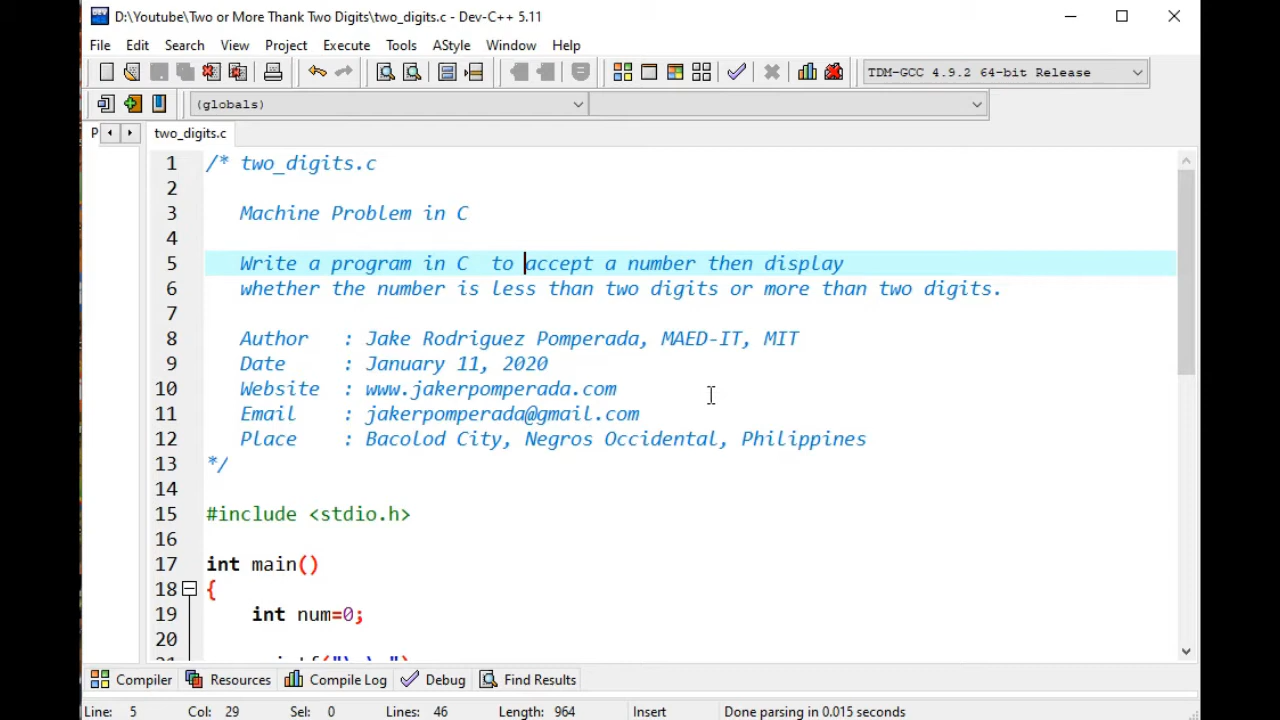 D:\Youtube\Two or More Thank Two Digits\two_digits.c - Dev-C++ 5.11
File Edit Search View Project Execute Tools AStyle Window Help
TDM-GCC 4.9.2 64-bit Release
(globals)
P two_digits.c
1 /* two_digits.c
2
3 Machine Problem in C
4
5 Write a program in C  to accept a number then display
6 whether the number is less than two digits or more than two digits.
7
8 Author : Jake Rodriguez Pomperada, MAED-IT, MIT
9 Date : January 11, 2020
10 Website : www.jakerpomperada.com
11 Email : jakerpomperada@gmail.com
12 Place : Bacolod City, Negros Occidental, Philippines
13 */
14
15 #include <stdio.h>
16
17 int main()
18 {
19 int num=0;
20
Compiler Resources Compile Log Debug Find Results
Line: 5 Col: 29 Sel: 0 Lines: 46 Length: 964 Insert Done parsing in 0.015 seconds